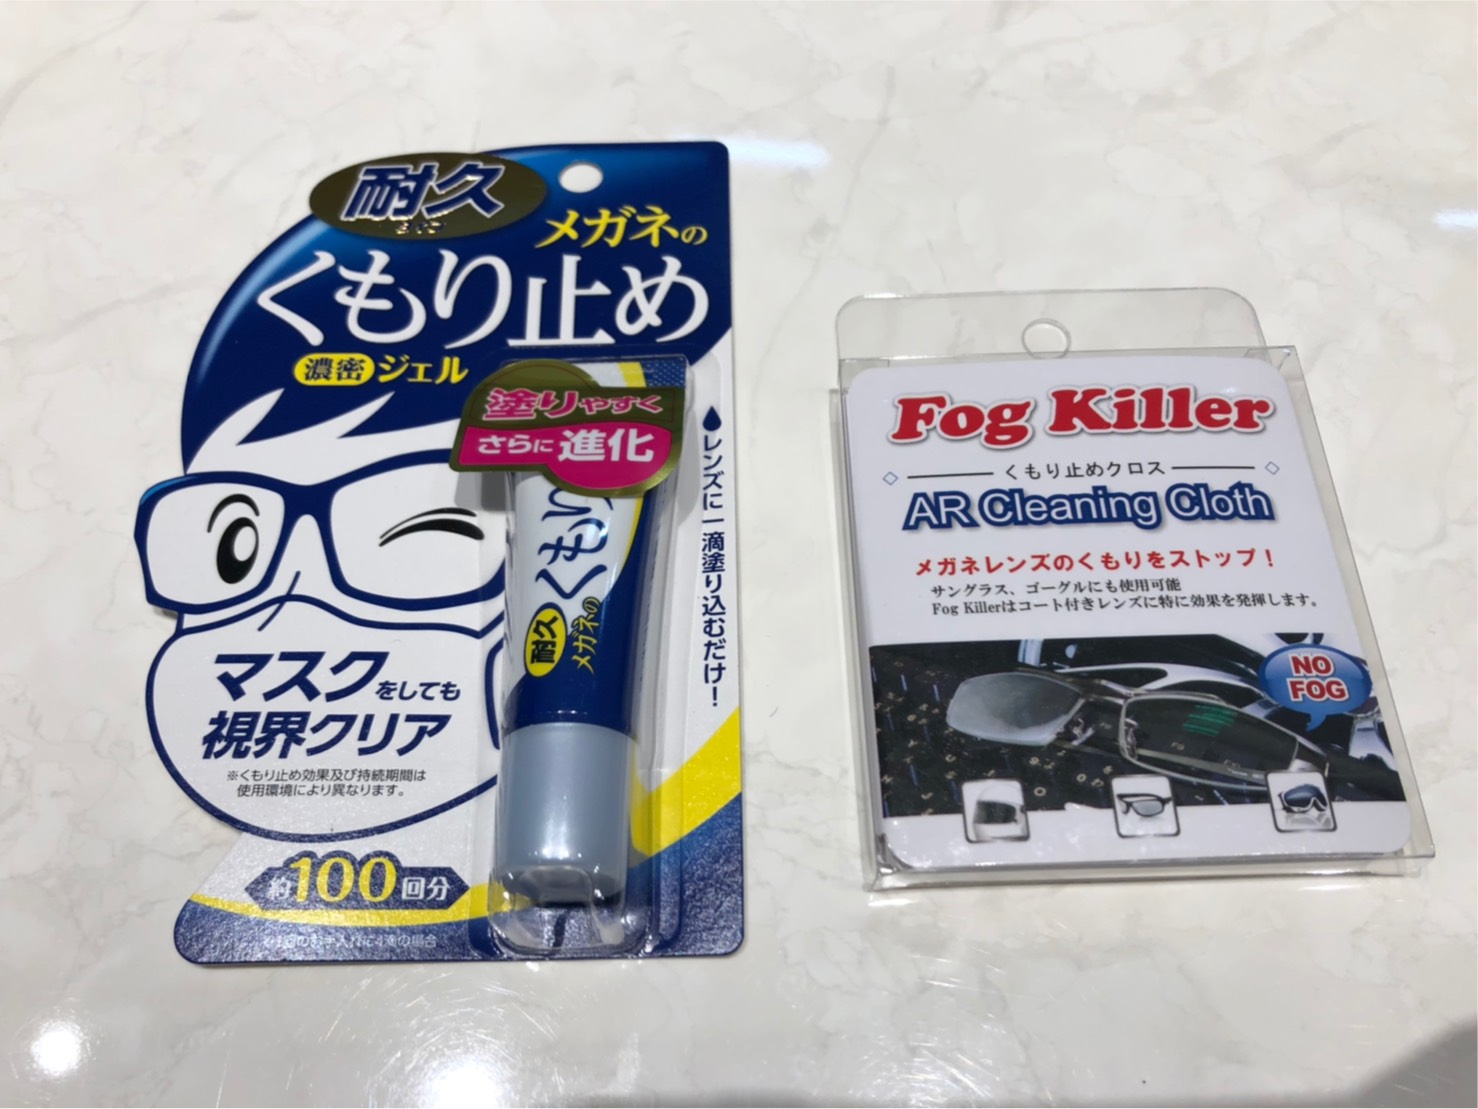 耐久
メガネの
くもり止め
濃密ジェル
塗りやすく
さらに進化
レンズに一滴塗り込むだけ！
くもり
耐久
メガネの
マスクをしても
視界クリア
※くもり止め効果及び持続期間は
使用環境により異なります。
約100回分
Fog Killer
くもり止めクロス
AR Cleaning Cloth
メガネレンズのくもりをストップ！
サングラス、ゴーグルにも使用可能
Fog Killerはコート付きレンズに特に効果を発揮します。
NO
FOG